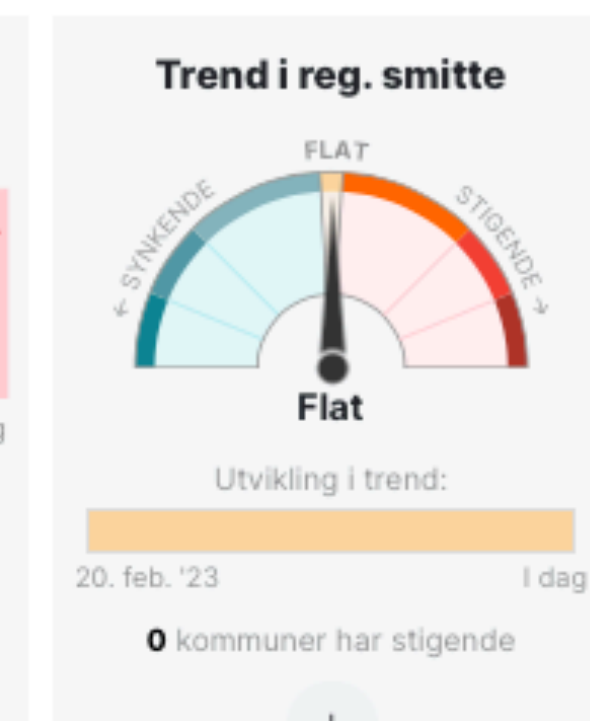 Trend i reg. smitte
FLAT
← SYNKENDE
STIGENDE →
Flat
Utvikling i trend:
20. feb. '23
I dag
0 kommuner har stigende